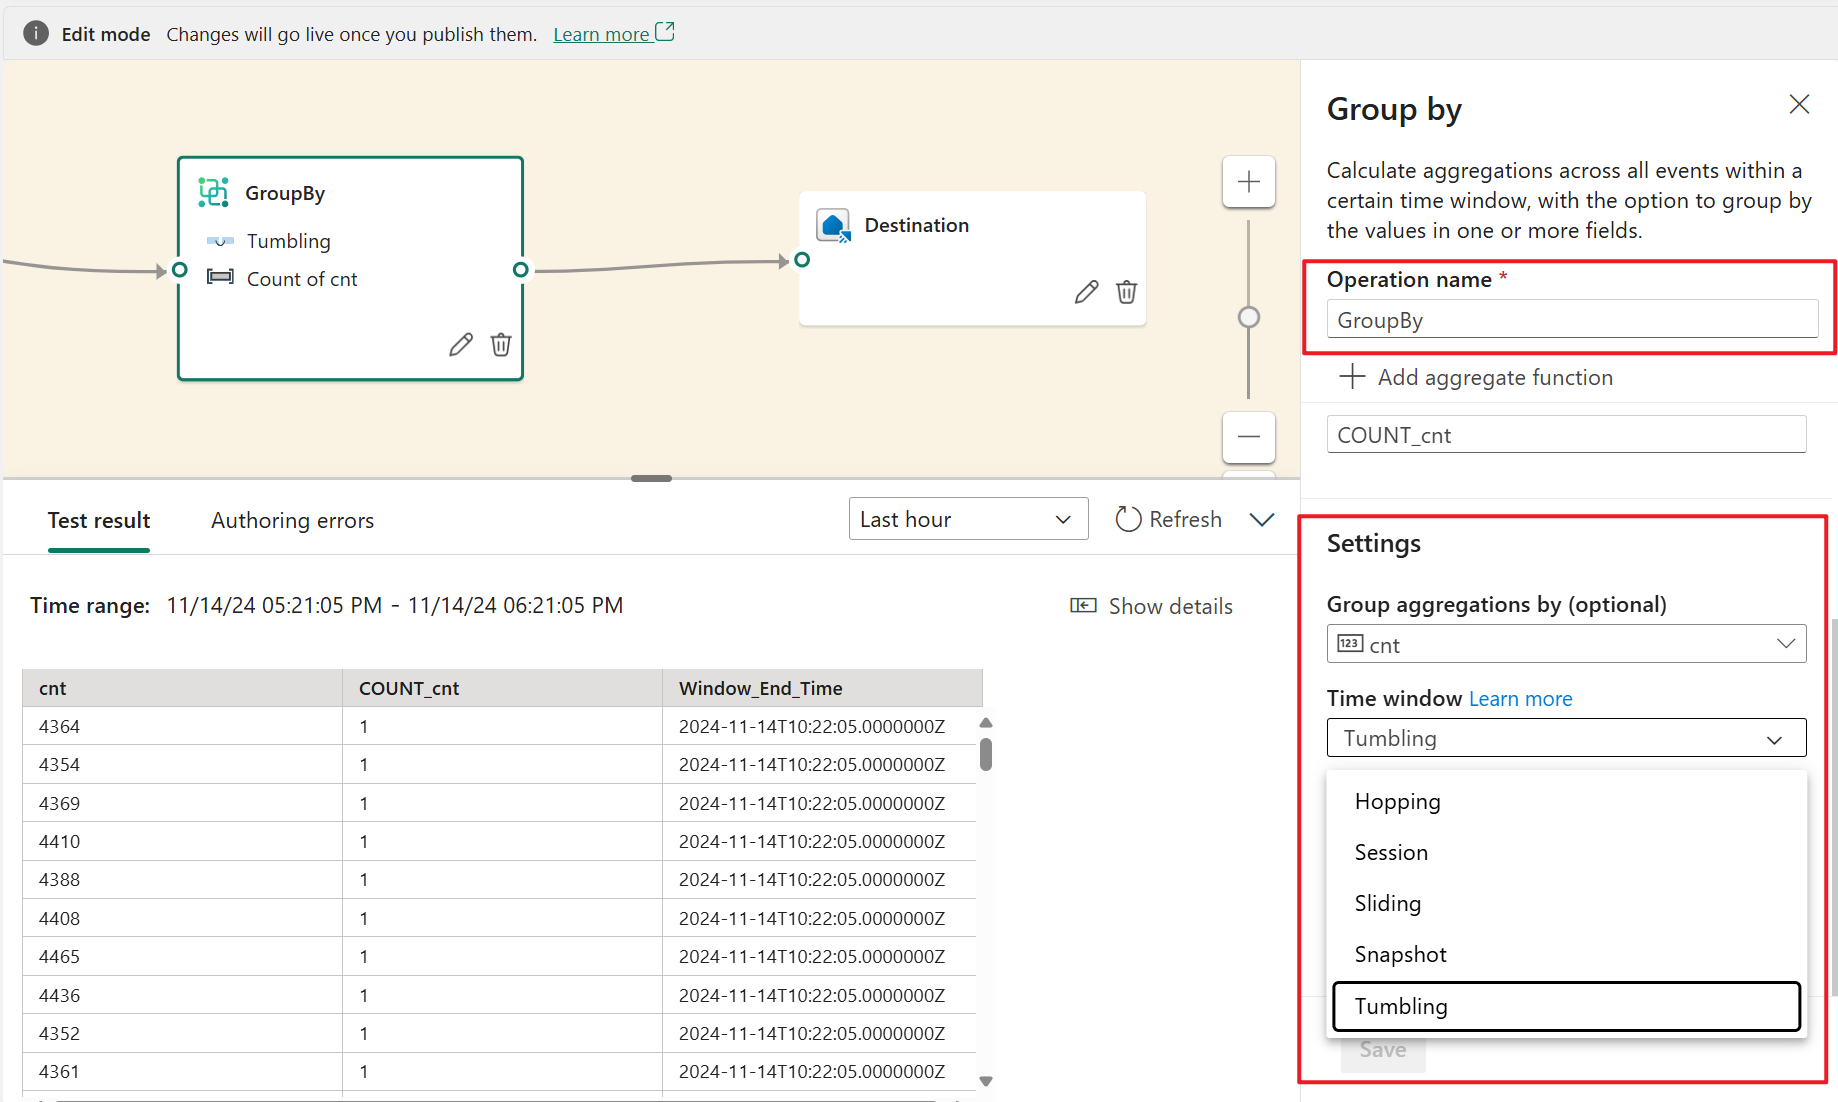 Edit mode Changes will go live once you publish them. Learn more
GroupBy
Tumbling
Count of cnt
Destination
Test result Authoring errors Last hour Refresh
Time range: 11/14/24 05:21:05 PM - 11/14/24 06:21:05 PM Show details
cnt COUNT_cnt Window_End_Time
4364 1 2024-11-14T10:22:05.0000000Z
4354 1 2024-11-14T10:22:05.0000000Z
4369 1 2024-11-14T10:22:05.0000000Z
4410 1 2024-11-14T10:22:05.0000000Z
4388 1 2024-11-14T10:22:05.0000000Z
4408 1 2024-11-14T10:22:05.0000000Z
4465 1 2024-11-14T10:22:05.0000000Z
4436 1 2024-11-14T10:22:05.0000000Z
4352 1 2024-11-14T10:22:05.0000000Z
4361 1 2024-11-14T10:22:05.0000000Z
Group by
Calculate aggregations across all events within a
certain time window, with the option to group by
the values in one or more fields.
Operation name *
GroupBy
Add aggregate function
COUNT_cnt
Settings
Group aggregations by (optional)
123 cnt
Time window Learn more
Tumbling
Hopping
Session
Sliding
Snapshot
Tumbling
Save